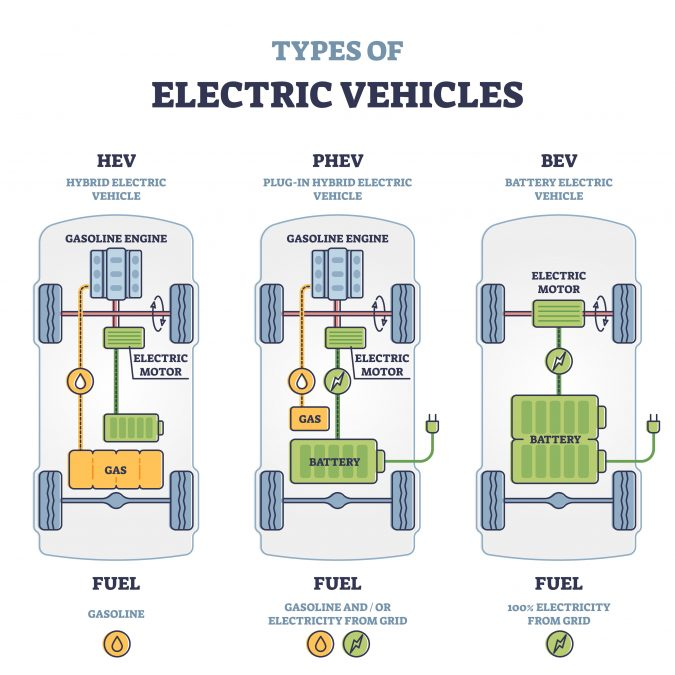 TYPES OF
ELECTRIC VEHICLES
HEV
HYBRID ELECTRIC
VEHICLE
GASOLINE ENGINE
ELECTRIC
MOTOR
GAS
FUEL
GASOLINE
PHEV
PLUG-IN HYBRID ELECTRIC
VEHICLE
GASOLINE ENGINE
ELECTRIC
MOTOR
GAS
BATTERY
FUEL
GASOLINE AND / OR
ELECTRICITY FROM GRID
BEV
BATTERY ELECTRIC
VEHICLE
ELECTRIC
MOTOR
BATTERY
FUEL
100% ELECTRICITY
FROM GRID